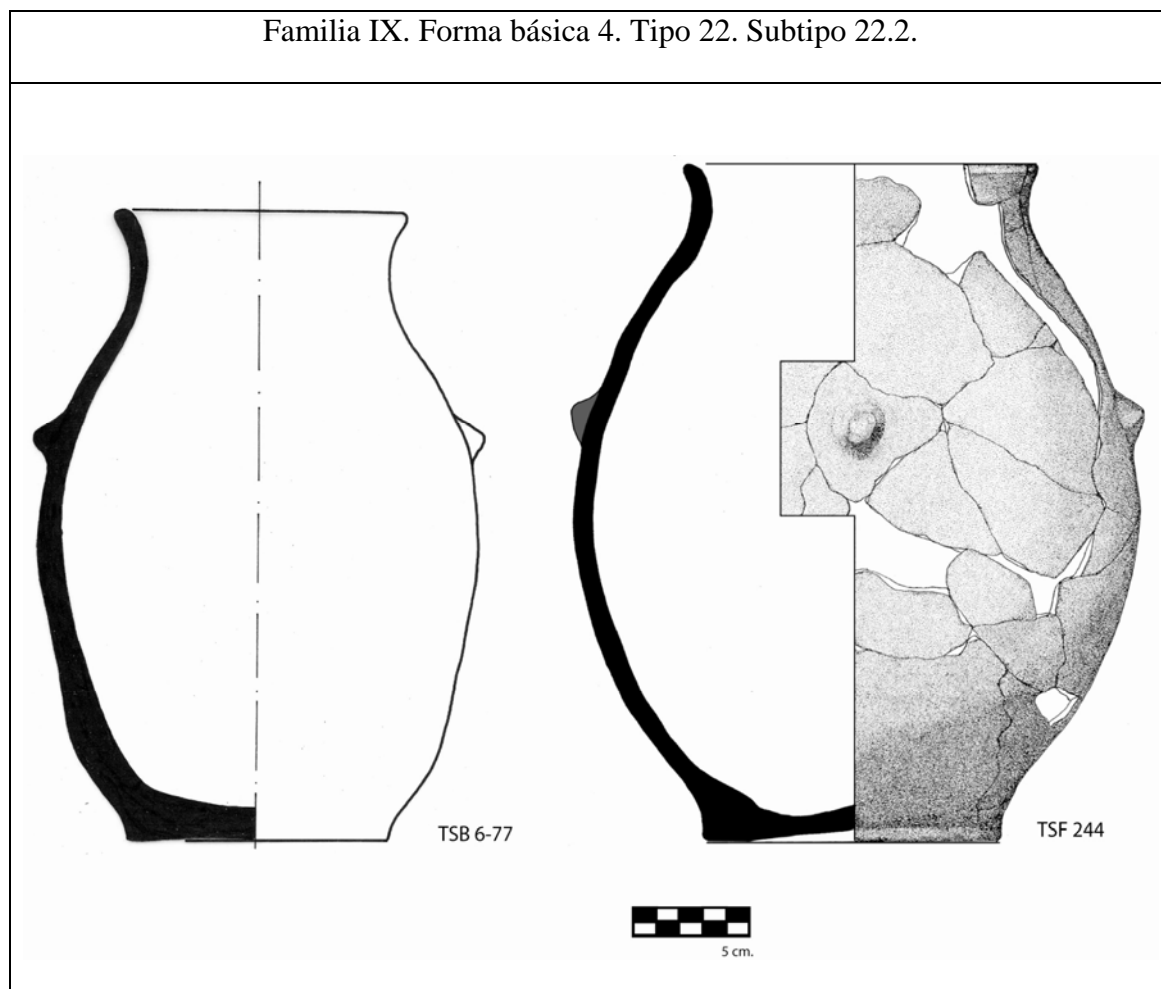 Familia IX. Forma básica 4. Tipo 22. Subtipo 22.2.
TSB 6-77
TSF 244
5 cm.